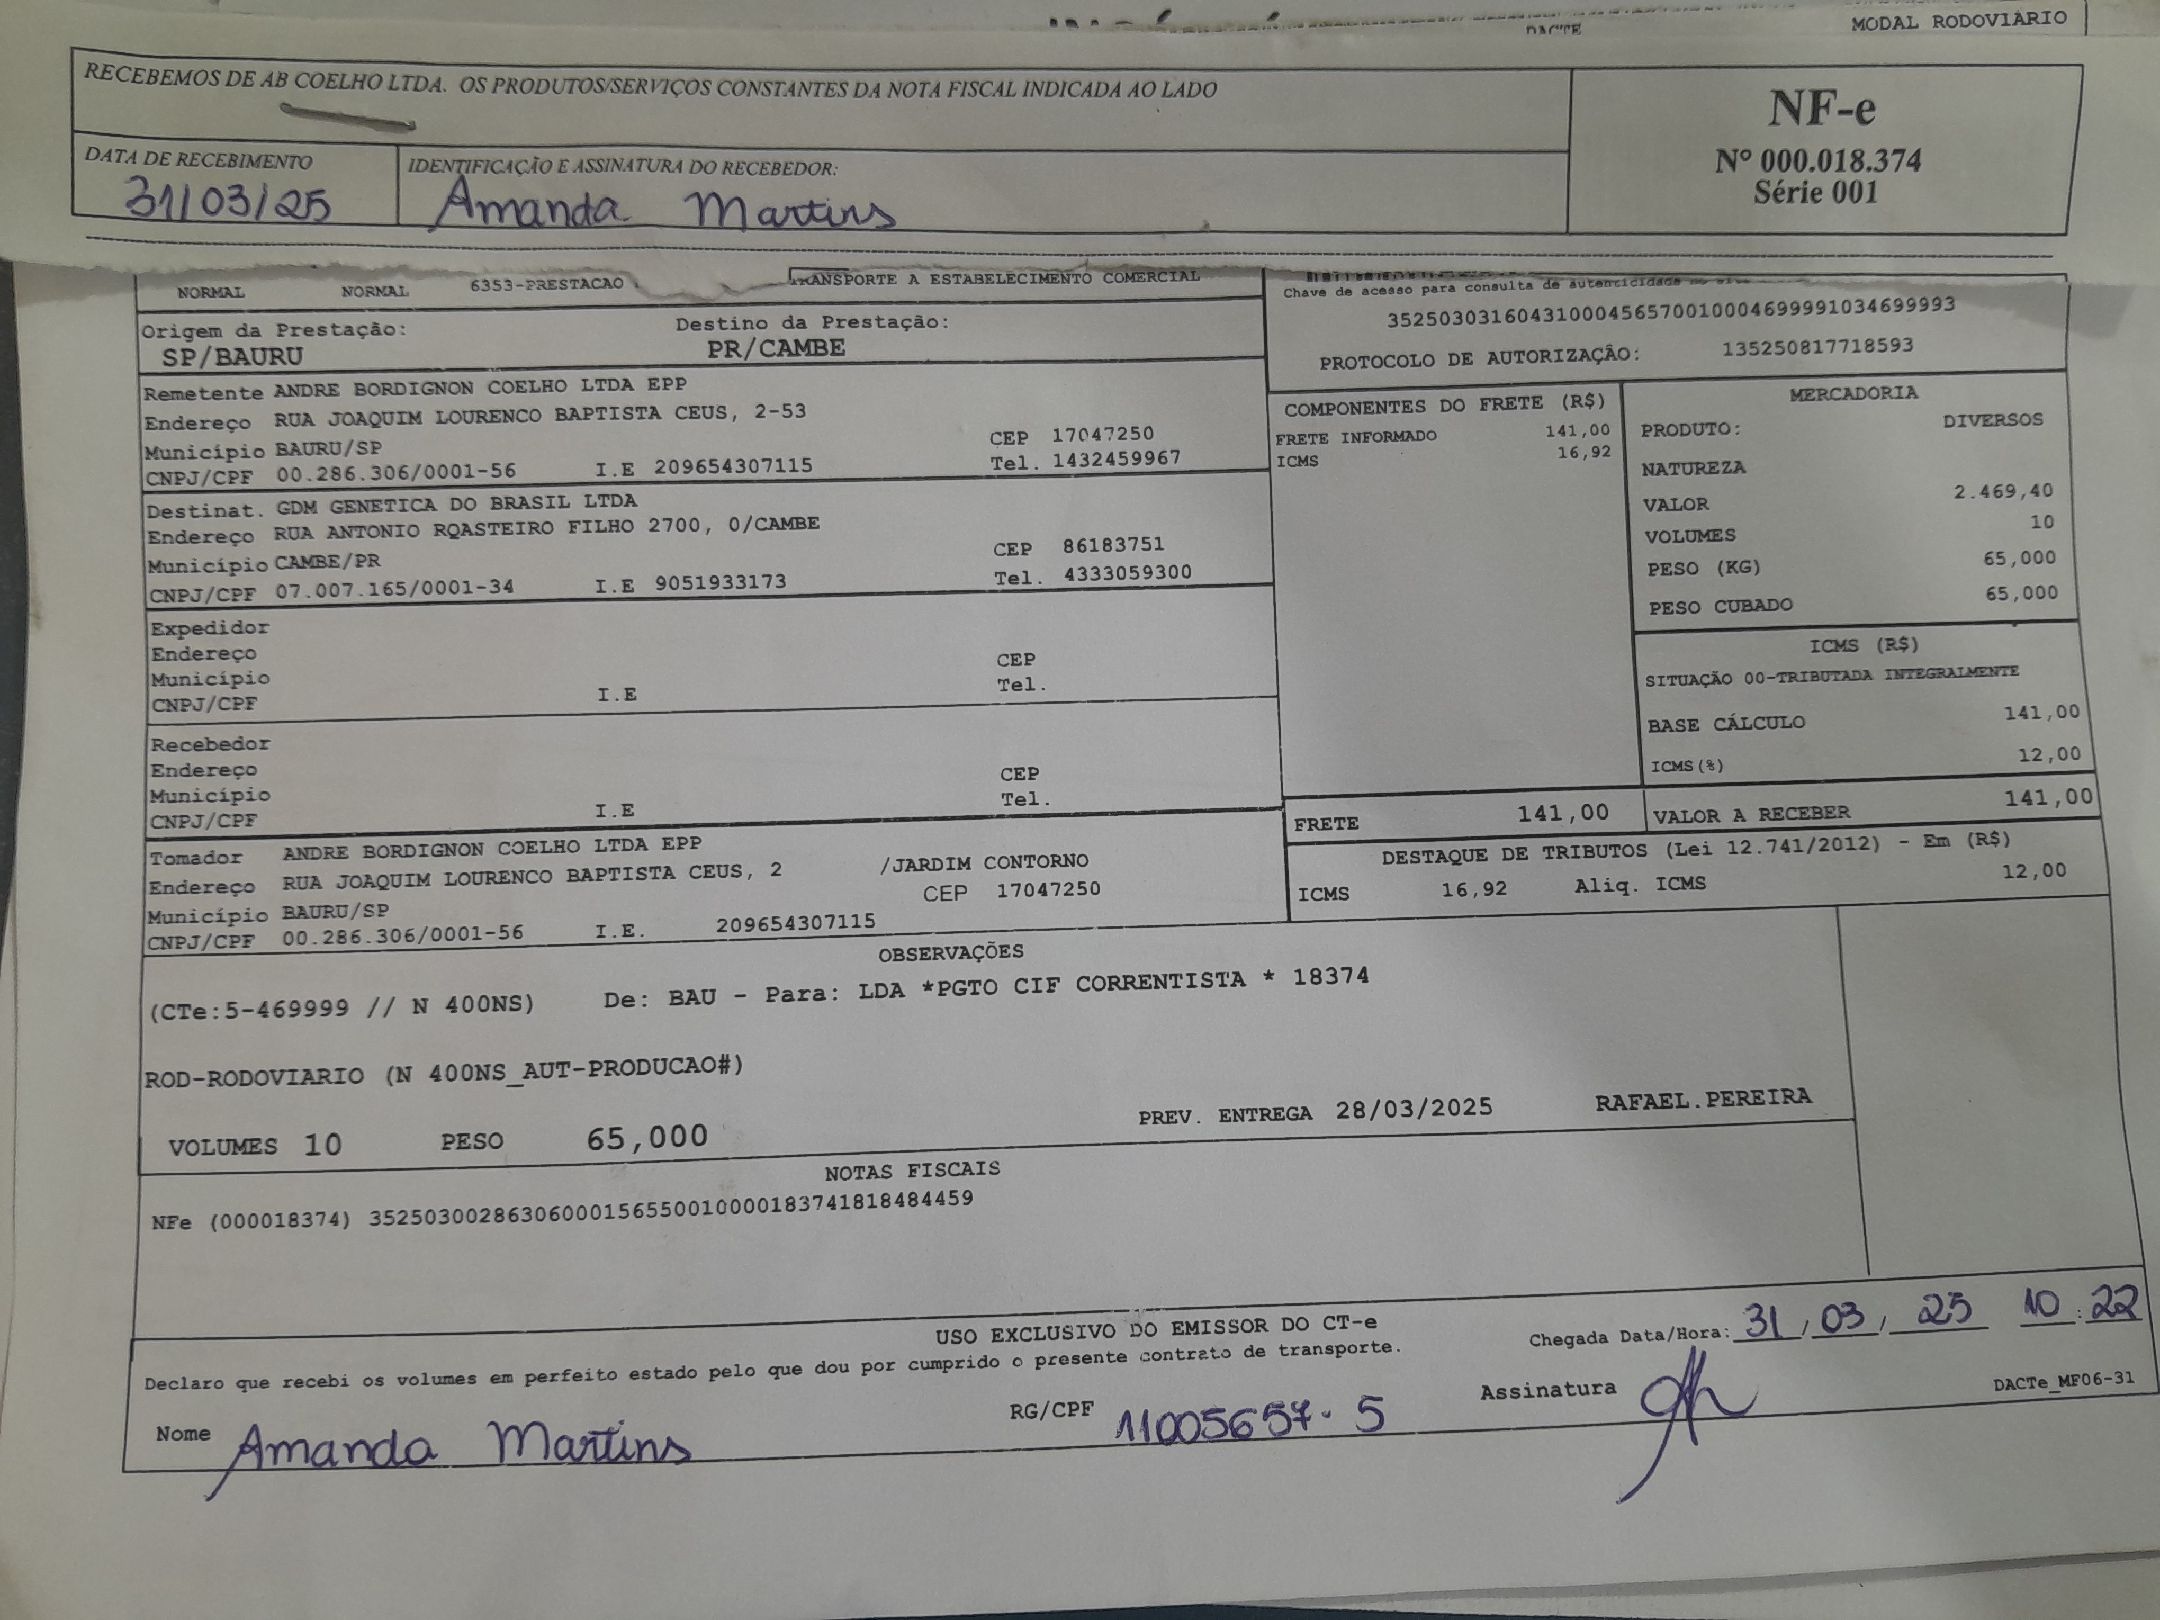 DACTE
MODAL RODOVIÁRIO
RECEBEMOS DE AB COELHO LTDA. OS PRODUTOS/SERVIÇOS CONSTANTES DA NOTA FISCAL INDICADA AO LADO
NF-e
Nº 000.018.374
Série 001
DATA DE RECEBIMENTO
31/03/25
IDENTIFICAÇÃO E ASSINATURA DO RECEBEDOR:
Amanda Martins
NORMAL NORMAL 6353-PRESTACAO TRANSPORTE A ESTABELECIMENTO COMERCIAL
Chave de acesso para consulta de autenticidade no
35250303160431000456570010004699991034699993
PROTOCOLO DE AUTORIZAÇÃO: 135250817718593
Origem da Prestação: Destino da Prestação:
SP/BAURU PR/CAMBE
Remetente ANDRE BORDIGNON COELHO LTDA EPP
Endereço RUA JOAQUIM LOURENCO BAPTISTA CEUS, 2-53
Município BAURU/SP CEP 17047250
CNPJ/CPF 00.286.306/0001-56 I.E 209654307115 Tel. 1432459967
Destinat. GDM GENETICA DO BRASIL LTDA
Endereço RUA ANTONIO RQASTEIRO FILHO 2700, 0/CAMBE
Município CAMBE/PR CEP 86183751
CNPJ/CPF 07.007.165/0001-34 I.E 9051933173 Tel. 4333059300
Expedidor
Endereço
Município CEP
CNPJ/CPF I.E Tel.
Recebedor
Endereço
Município CEP
CNPJ/CPF I.E Tel.
Tomador ANDRE BORDIGNON COELHO LTDA EPP
Endereço RUA JOAQUIM LOURENCO BAPTISTA CEUS, 2 /JARDIM CONTORNO
Município BAURU/SP CEP 17047250
CNPJ/CPF 00.286.306/0001-56 I.E. 209654307115
COMPONENTES DO FRETE (R$)
FRETE INFORMADO 141,00
ICMS 16,92
MERCADORIA
PRODUTO: DIVERSOS
NATUREZA
VALOR 2.469,40
VOLUMES 10
PESO (KG) 65,000
PESO CUBADO 65,000
ICMS (R$)
SITUAÇÃO 00-TRIBUTADA INTEGRALMENTE
BASE CÁLCULO 141,00
ICMS(%) 12,00
FRETE 141,00 VALOR A RECEBER 141,00
DESTAQUE DE TRIBUTOS (Lei 12.741/2012) - Em (R$)
ICMS 16,92 Aliq. ICMS 12,00
OBSERVAÇÕES
(CTe:5-469999 // N 400NS) De: BAU - Para: LDA *PGTO CIF CORRENTISTA * 18374
ROD-RODOVIARIO (N 400NS_AUT-PRODUCAO#)
VOLUMES 10 PESO 65,000 PREV. ENTREGA 28/03/2025 RAFAEL.PEREIRA
NOTAS FISCAIS
NFe (000018374) 35250300286306000156550010000183741818484459
USO EXCLUSIVO DO EMISSOR DO CT-e
Declaro que recebi os volumes em perfeito estado pelo que dou por cumprido o presente contrato de transporte.
Chegada Data/Hora: 31/03/25 10:22
Nome Amanda Martins RG/CPF 11005657-5 Assinatura
DACTe_MF06-31